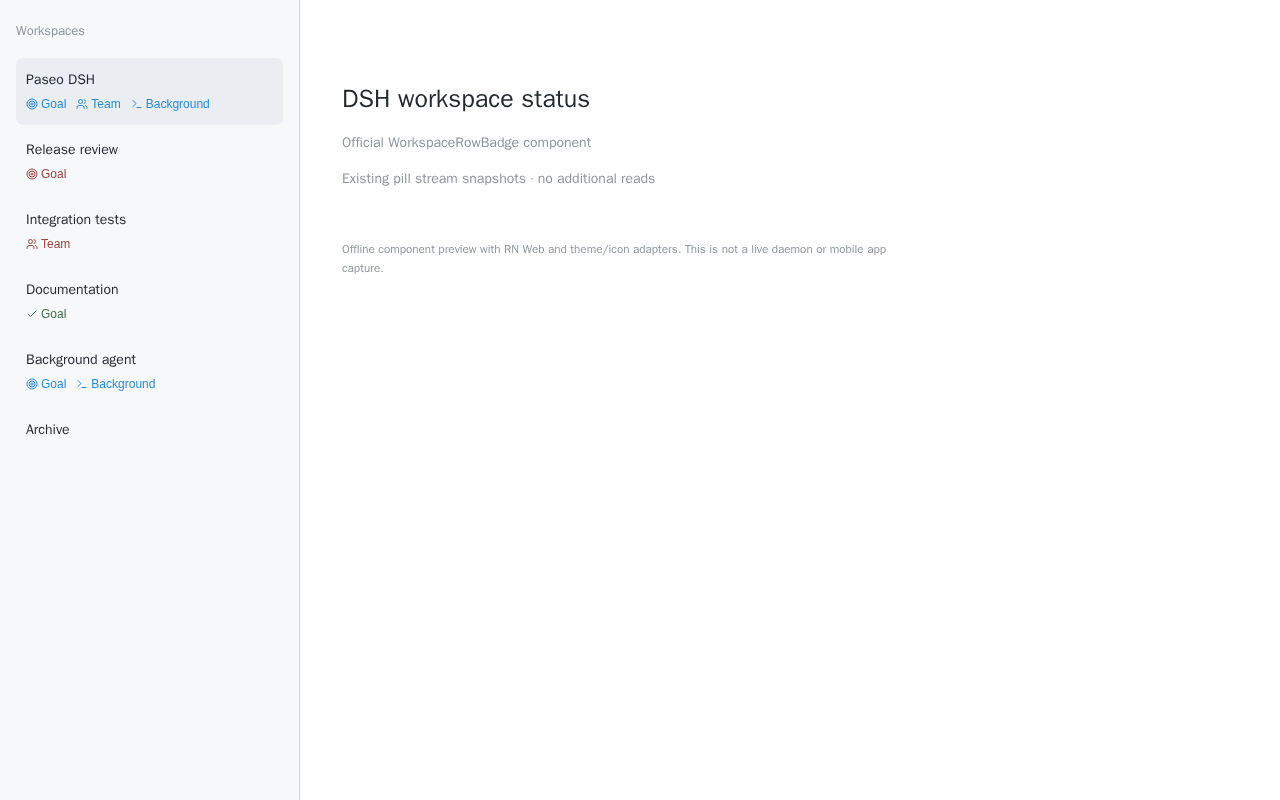 Workspaces
Paseo DSH
Goal Team Background
Release review
Goal
Integration tests
Team
Documentation
Goal
Background agent
Goal Background
Archive
DSH workspace status
Official WorkspaceRowBadge component
Existing pill stream snapshots · no additional reads
Offline component preview with RN Web and theme/icon adapters. This is not a live daemon or mobile app
capture.